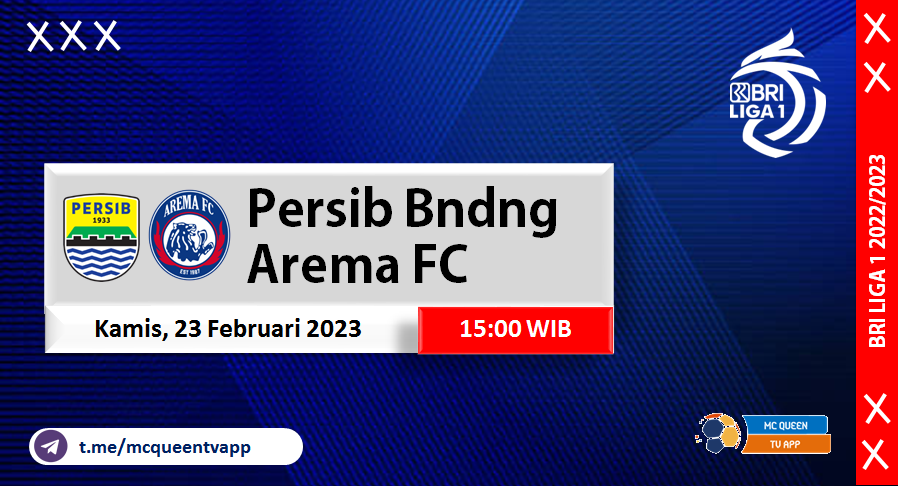 XXX
BRI
LIGA 1
PERSIB
1933
AREMA FC
EST 1987
Persib Bndng
Arema FC
Kamis, 23 Februari 2023
15:00 WIB
t.me/mcqueentvapp
MC QUEEN
TV APP
X
X
BRI LIGA 1 2022/2023
X
X